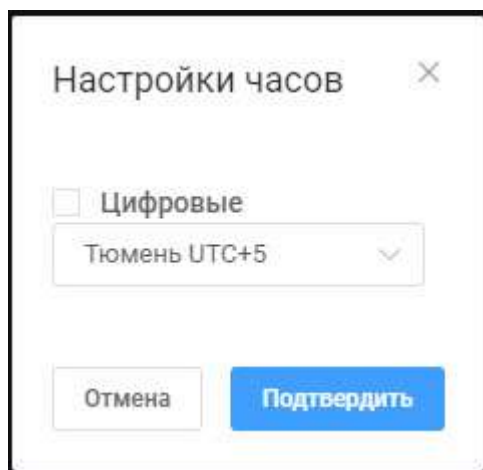 Настройки часов
Цифровые
Тюмень UTC+5
Отмена
Подтвердить